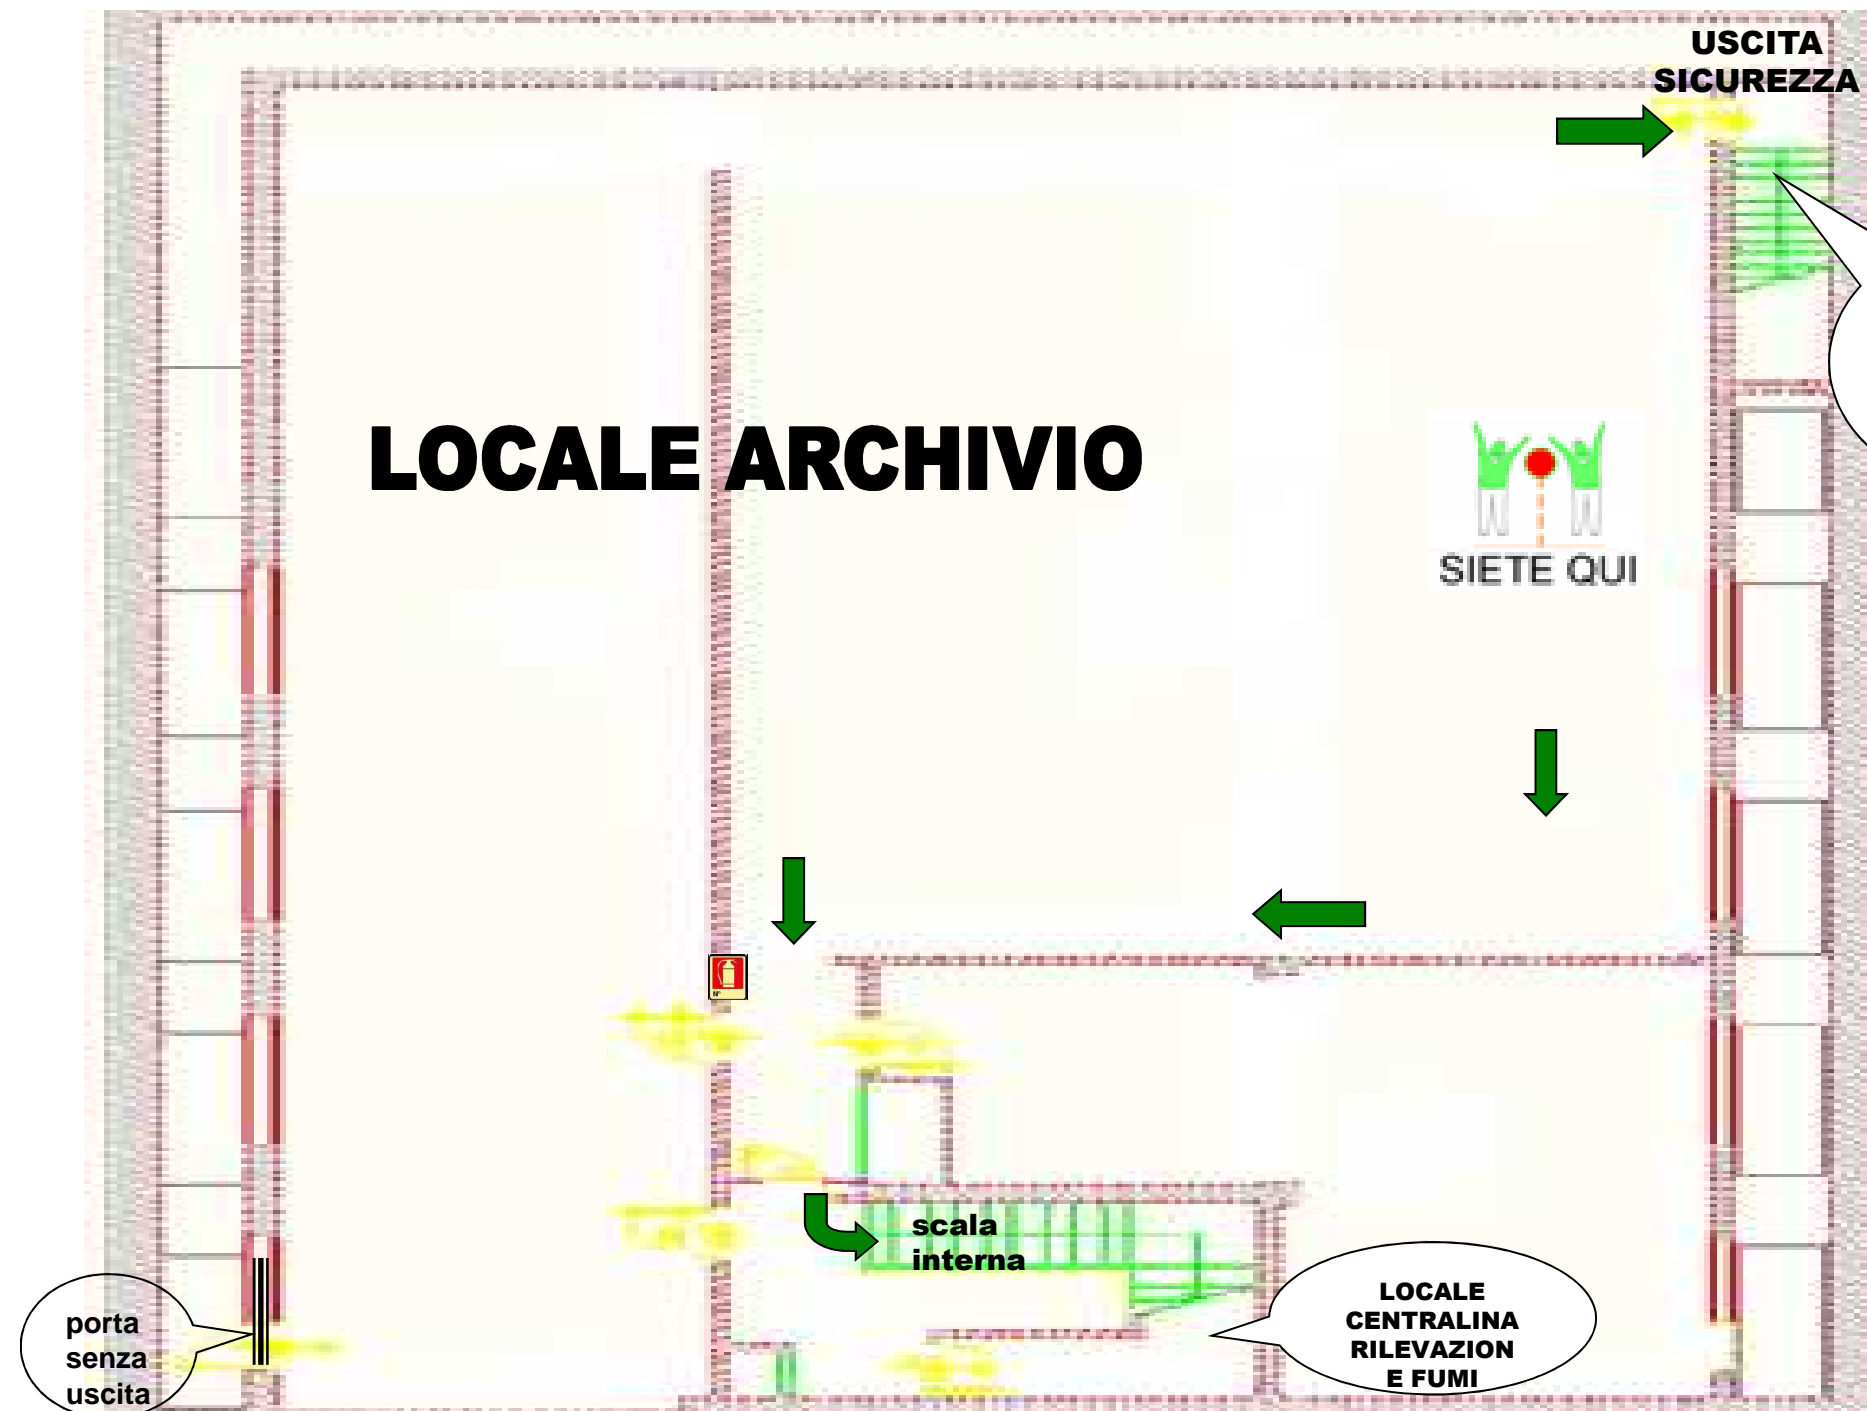 USCITA
SICUREZZA
LOCALE ARCHIVIO
SIETE QUI
N°
scala
interna
LOCALE
CENTRALINA
RILEVAZION
E FUMI
porta
senza
uscita